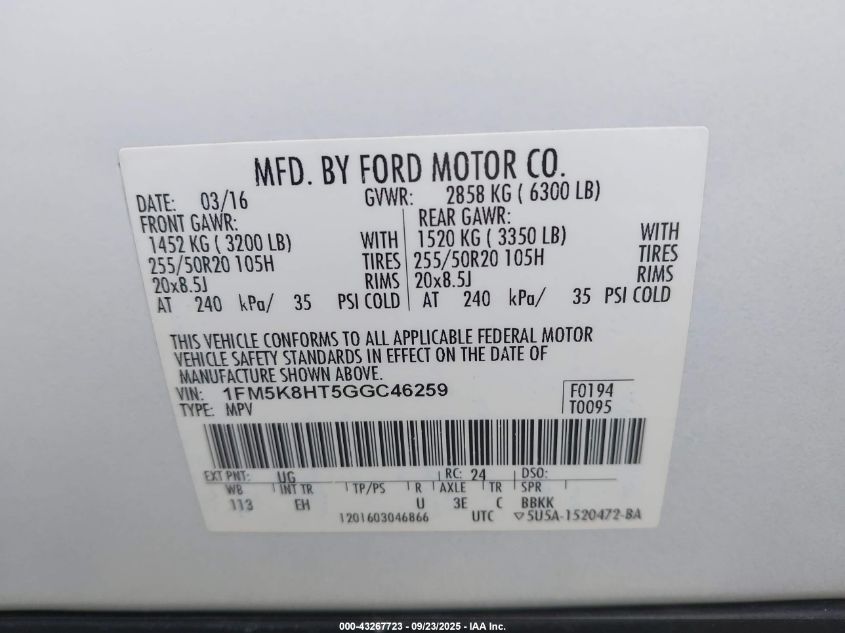 MFD. BY FORD MOTOR CO.
DATE: 03/16 GVWR: 2858 KG ( 6300 LB)
FRONT GAWR: REAR GAWR:
1452 KG ( 3200 LB) WITH 1520 KG ( 3350 LB) WITH
255/50R20 105H TIRES 255/50R20 105H TIRES
20x8.5J RIMS 20x8.5J RIMS
AT 240 kPa/ 35 PSI COLD AT 240 kPa/ 35 PSI COLD
THIS VEHICLE CONFORMS TO ALL APPLICABLE FEDERAL MOTOR
VEHICLE SAFETY STANDARDS IN EFFECT ON THE DATE OF
MANUFACTURE SHOWN ABOVE.
VIN: 1FM5K8HT5GGC46259 F0194
TYPE: MPV T0095
EXT PNT: UG RC: 24 DSO:
WB INT TR TP/PS R AXLE TR SPR
113 EH U 3E C BBKK
1201603046866 UTC ▽5U5A-1520472-BA
000-43267723 - 09/23/2025 - IAA Inc.